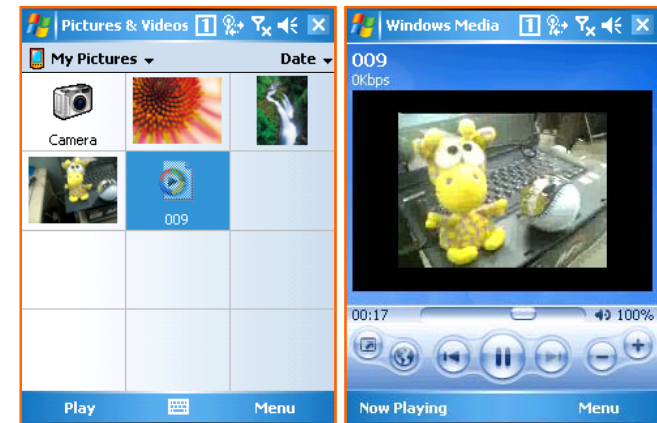 Pictures & Videos 1
My Pictures Date
Camera
009
Play Menu
Windows Media 1
009
0Kbps
00:17 100%
Now Playing Menu